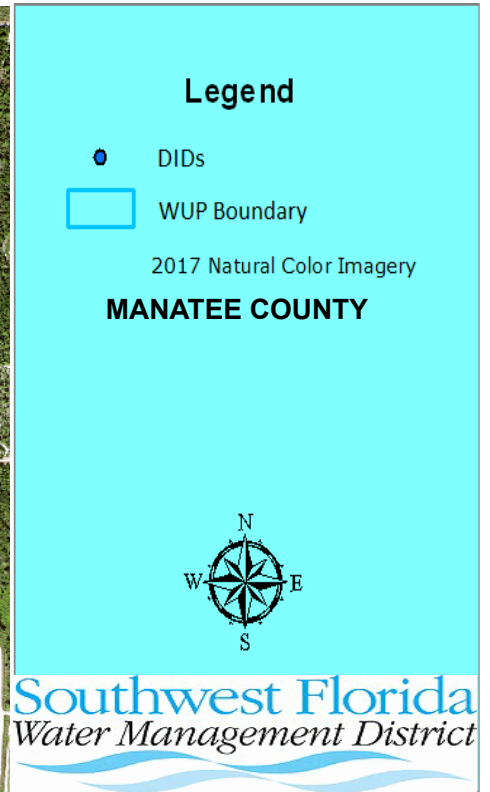 Legend
DIDs
WUP Boundary
2017 Natural Color Imagery
MANATEE COUNTY
N
W E
S
Southwest Florida
Water Management District